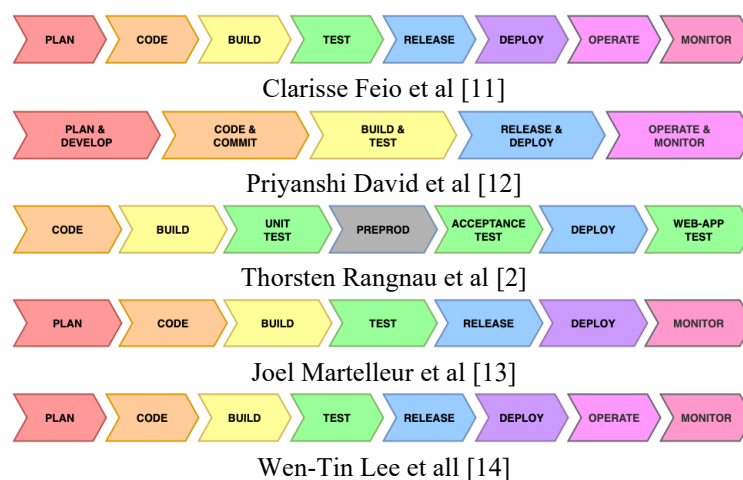 PLAN CODE BUILD TEST RELEASE DEPLOY OPERATE MONITOR
Clarisse Feio et al [11]
PLAN & DEVELOP CODE & COMMIT BUILD & TEST RELEASE & DEPLOY OPERATE & MONITOR
Priyanshi David et al [12]
CODE BUILD UNIT TEST PREPROD ACCEPTANCE TEST DEPLOY WEB-APP TEST
Thorsten Rangnau et al [2]
PLAN CODE BUILD TEST RELEASE DEPLOY MONITOR
Joel Martelleur et al [13]
PLAN CODE BUILD TEST RELEASE DEPLOY OPERATE MONITOR
Wen-Tin Lee et all [14]